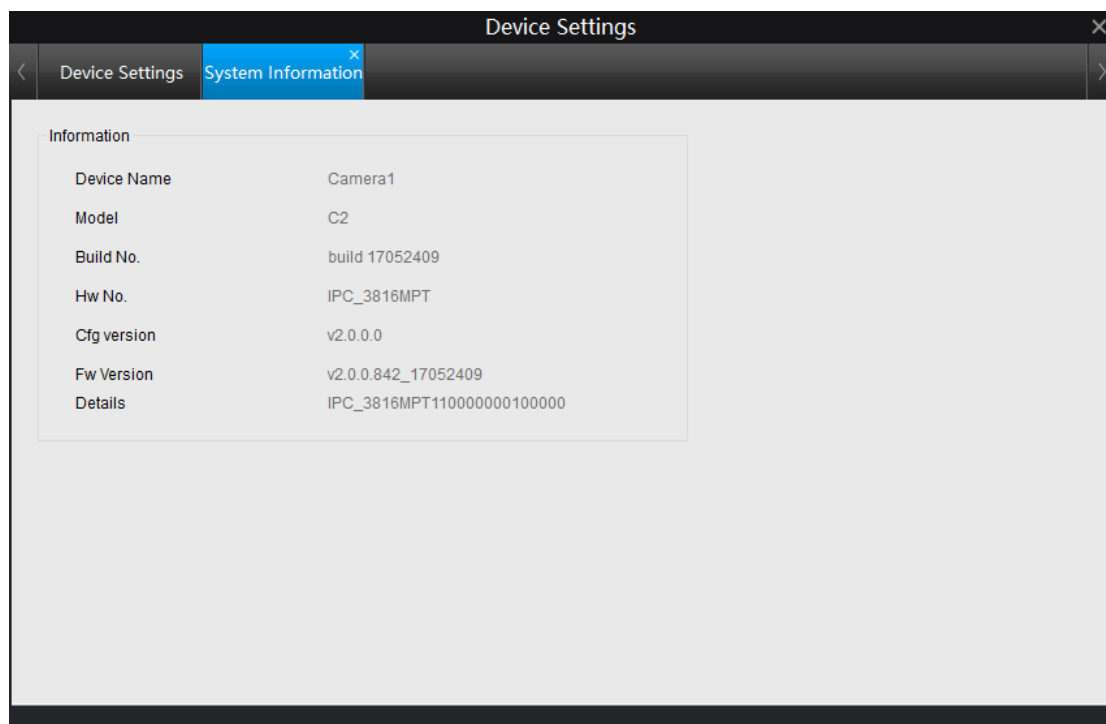 Device Settings
Device Settings
System Information
Information
Device Name Camera1
Model C2
Build No. build 17052409
Hw No. IPC_3816MPT
Cfg version v2.0.0.0
Fw Version v2.0.0.842_17052409
Details IPC_3816MPT110000000100000